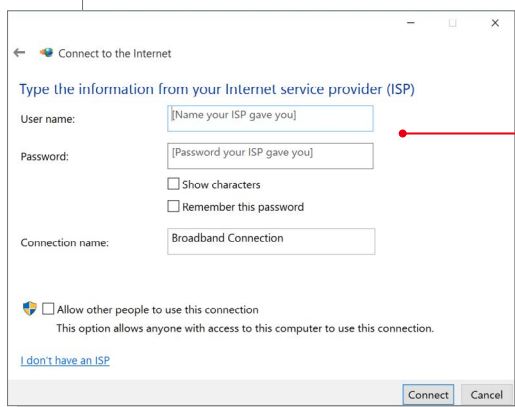 Connect to the Internet
Type the information from your Internet service provider (ISP)
User name:
[Name your ISP gave you]
Password:
[Password your ISP gave you]
Show characters
Remember this password
Connection name:
Broadband Connection
Allow other people to use this connection
This option allows anyone with access to this computer to use this connection.
I don't have an ISP
Connect
Cancel